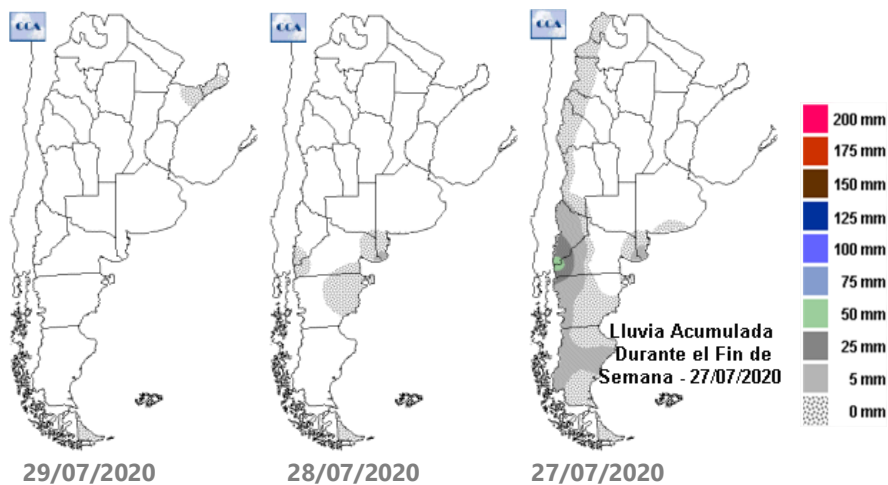 CCA
CCA
CCA
200 mm
175 mm
150 mm
125 mm
100 mm
75 mm
50 mm
25 mm
5 mm
0 mm
Lluvia Acumulada
Durante el Fin de
Semana - 27/07/2020
29/07/2020
28/07/2020
27/07/2020